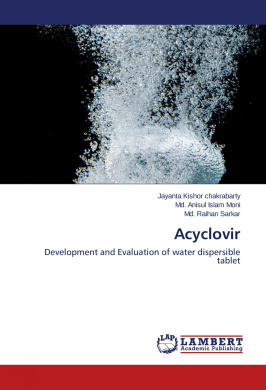 Jayanta Kishor chakrabarty
Md. Anisul Islam Moni
Md. Raihan Sarkar
Acyclovir
Development and Evaluation of water dispersible
tablet
LAP
LAMBERT
Academic Publishing